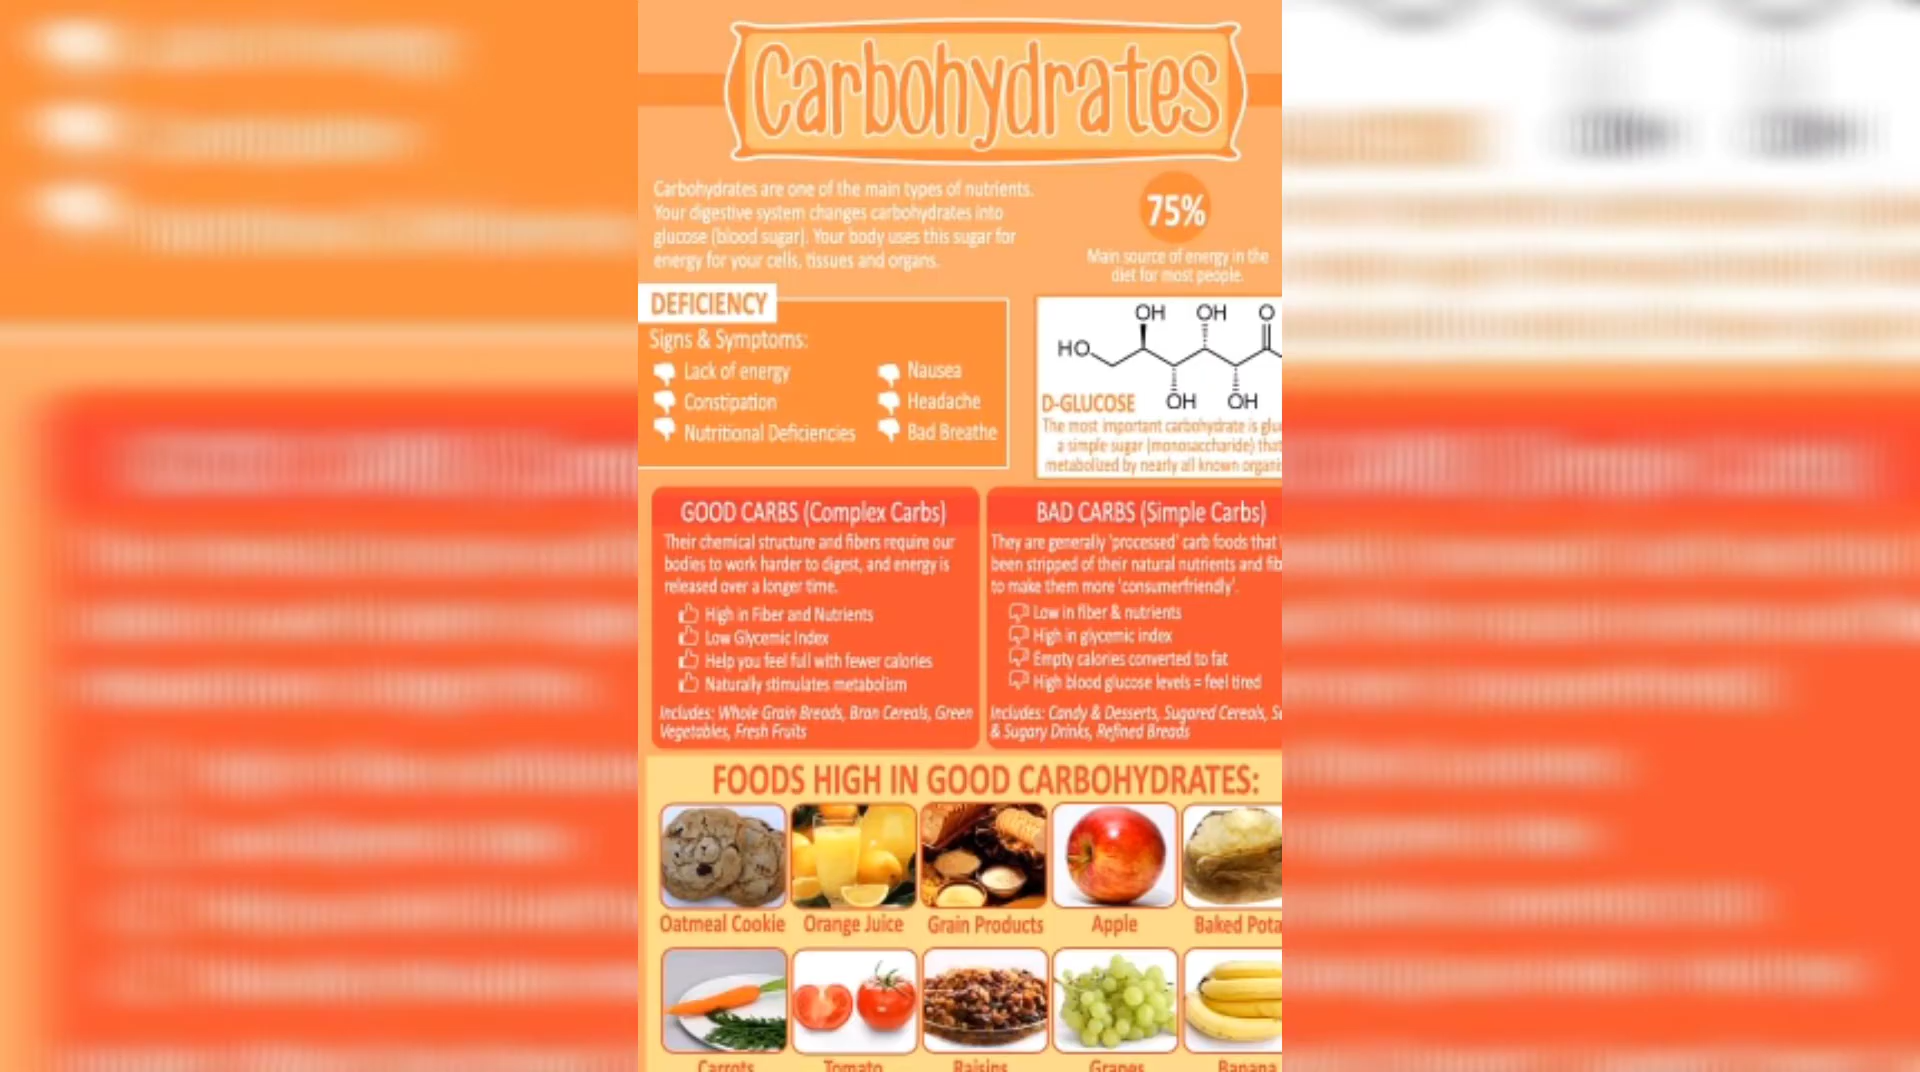 Carbohydrates
Carbohydrates are one of the main types of nutrients.
Your digestive system changes carbohydrates into
glucose (blood sugar). Your body uses this sugar for
energy for your cells, tissues and organs.
75%
Main source of energy in the
diet for most people.
DEFICIENCY
Signs & Symptoms:
Lack of energy
Constipation
Nutritional Deficiencies
Nausea
Headache
Bad Breathe
OH OH O
HO
OH OH
D-GLUCOSE
The most important carbohydrate is glu
a simple sugar (monosaccharide) that
metabolized by nearly all known organi
GOOD CARBS (Complex Carbs)
Their chemical structure and fibers require our
bodies to work harder to digest, and energy is
released over a longer time.
High in Fiber and Nutrients
Low Glycemic Index
Help you feel full with fewer calories
Naturally stimulates metabolism
Includes: Whole Grain Breads, Bran Cereals, Green
Vegetables, Fresh Fruits
BAD CARBS (Simple Carbs)
They are generally 'processed' carb foods that
been stripped of their natural nutrients and fib
to make them more 'consumerfriendly'.
Low in fiber & nutrients
High in glycemic index
Empty calories converted to fat
High blood glucose levels = feel tired
Includes: Candy & Desserts, Sugared Cereals,
& Sugary Drinks, Refined Breads
FOODS HIGH IN GOOD CARBOHYDRATES:
Oatmeal Cookie
Orange Juice
Grain Products
Apple
Baked Pota
Carrots
Tomato
Raisins
Grapes
Banana